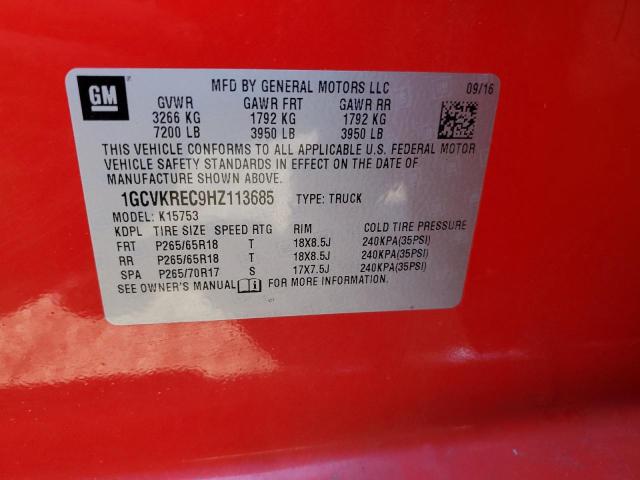 GM
MFD BY GENERAL MOTORS LLC 09/16
GVWR GAWR FRT GAWR RR
3266 KG 1792 KG 1792 KG
7200 LB 3950 LB 3950 LB
THIS VEHICLE CONFORMS TO ALL APPLICABLE U.S. FEDERAL MOTOR
VEHICLE SAFETY STANDARDS IN EFFECT ON THE DATE OF
MANUFACTURE SHOWN ABOVE.
1GCVKREC9HZ113685 TYPE: TRUCK
MODEL: K15753
KDPL TIRE SIZE SPEED RTG RIM COLD TIRE PRESSURE
FRT P265/65R18 T 18X8.5J 240KPA(35PSI)
RR P265/65R18 T 18X8.5J 240KPA(35PSI)
SPA P265/70R17 S 17X7.5J 240KPA(35PSI)
SEE OWNER'S MANUAL i FOR MORE INFORMATION.